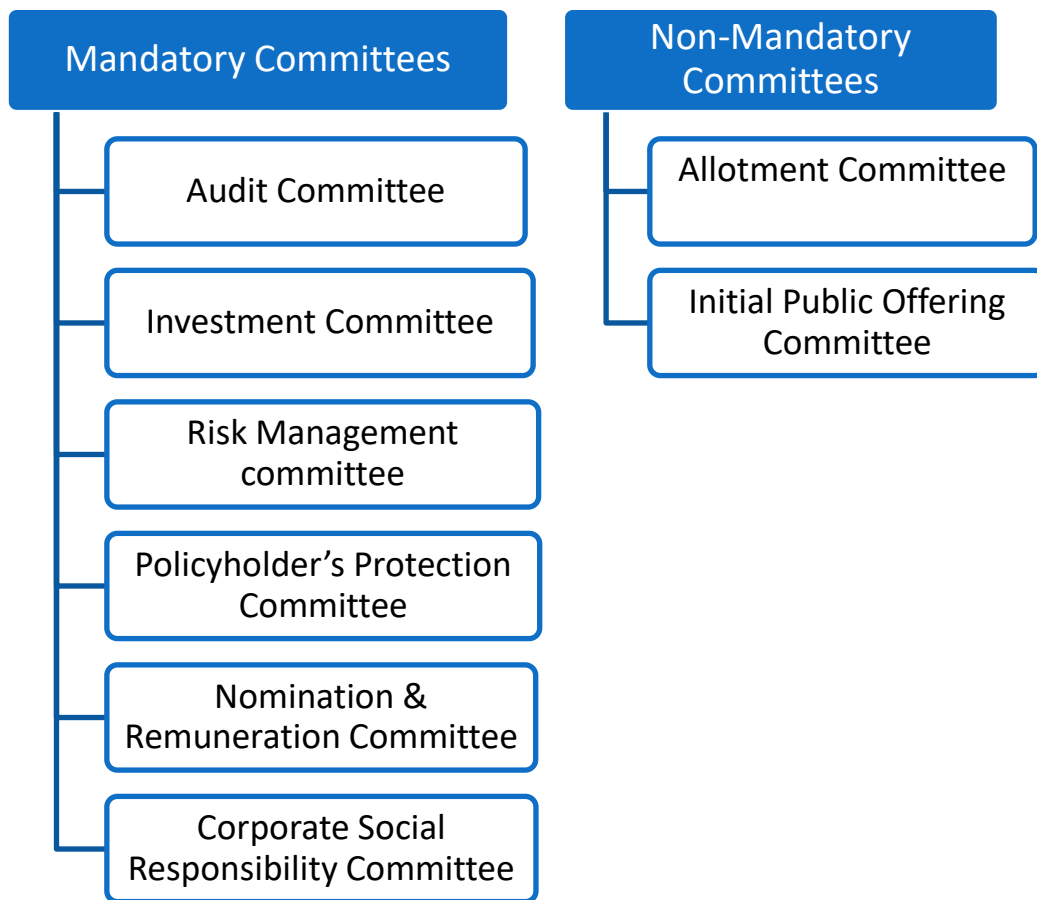 Mandatory Committees
Audit Committee
Investment Committee
Risk Management
committee
Policyholder’s Protection
Committee
Nomination &
Remuneration Committee
Corporate Social
Responsibility Committee
Non-Mandatory
Committees
Allotment Committee
Initial Public Offering
Committee